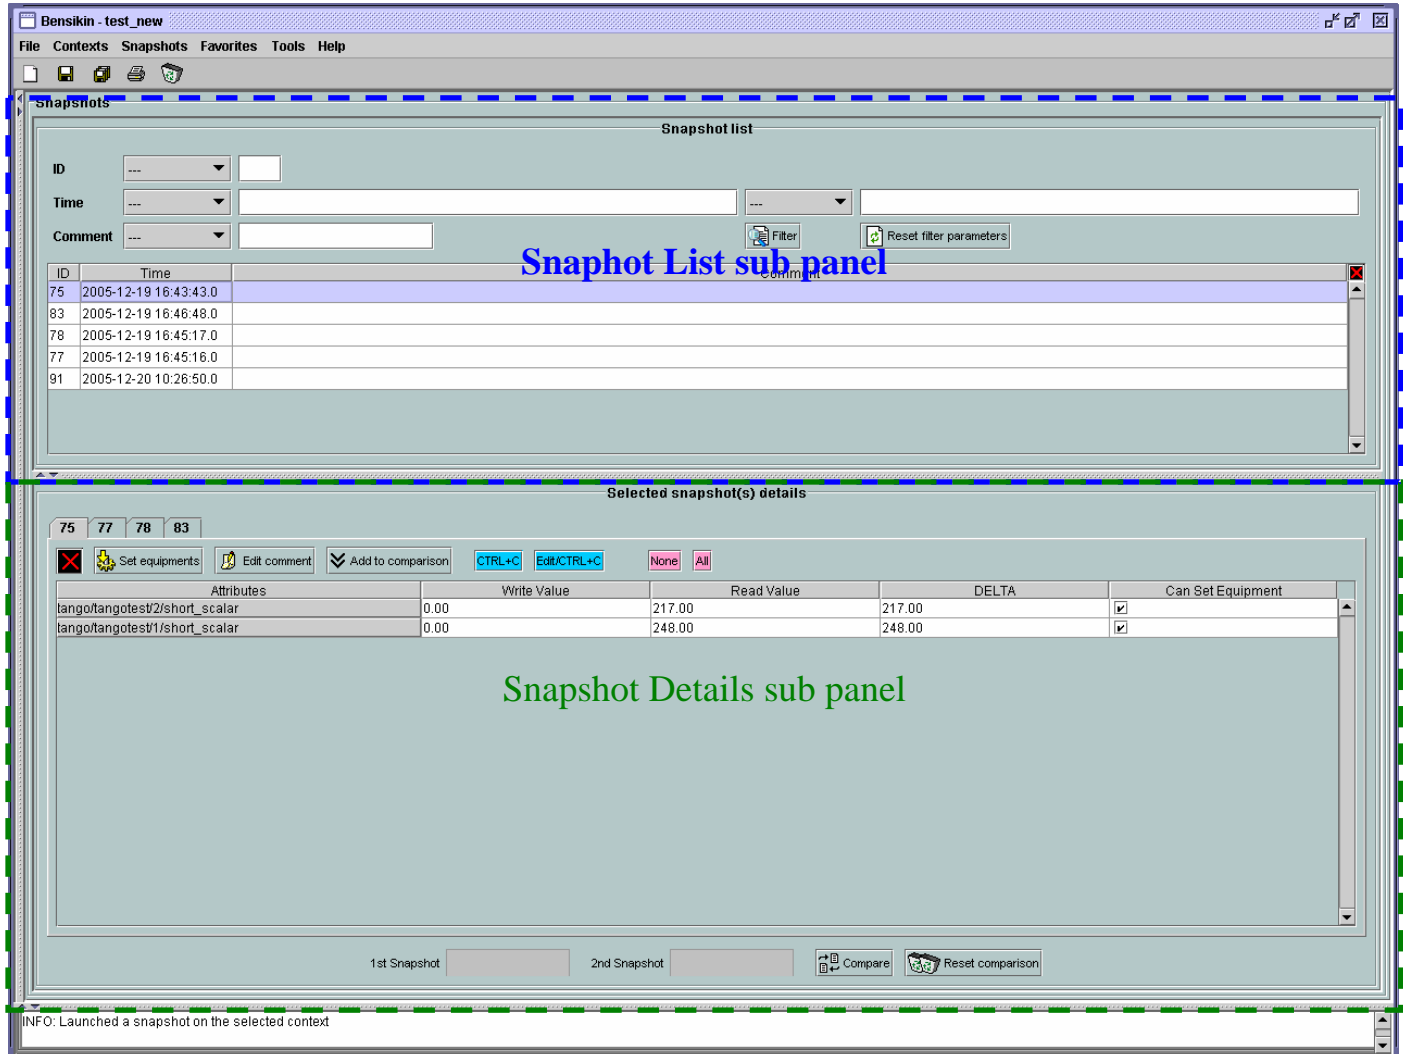 Bensikin - test_new
File Contexts Snapshots Favorites Tools Help
Snapshots
Snapshot list
ID ---
Time --- ---
Comment --- Filter Reset filter parameters
Snaphot List sub panel
ID Time Comment
75 2005-12-19 16:43:43.0
83 2005-12-19 16:46:48.0
78 2005-12-19 16:45:17.0
77 2005-12-19 16:45:16.0
91 2005-12-20 10:26:50.0
Selected snapshot(s) details
75 77 78 83
Set equipments Edit comment Add to comparison CTRL+C Edit/CTRL+C None All
Attributes Write Value Read Value DELTA Can Set Equipment
tango/tangotest/2/short_scalar 0.00 217.00 217.00
tango/tangotest/1/short_scalar 0.00 248.00 248.00
Snapshot Details sub panel
1st Snapshot 2nd Snapshot Compare Reset comparison
INFO: Launched a snapshot on the selected context